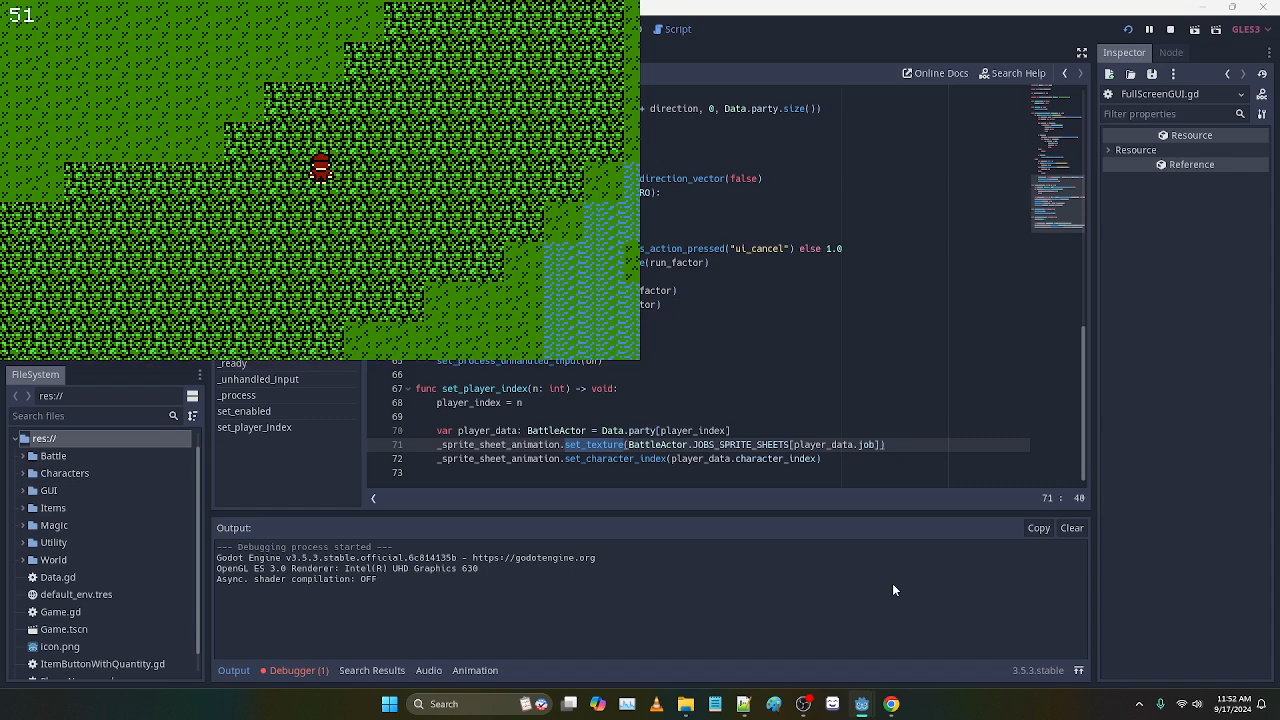 51
Script
GLES3
Online Docs
Search Help
Inspector
Node
FullScreenGUI.gd
Filter properties
Resource
Resource
Reference
+ direction, 0, Data.party.size())
direction_vector(false)
RO):
s_action_pressed("ui_cancel") else 1.0
e(run_factor)
actor)
tor)
_ready
_unhandled_input
_process
set_enabled
set_player_index
65 set_process_unhandled_input(on)
66
67 func set_player_index(n: int) -> void:
68 player_index = n
69
70 var player_data: BattleActor = Data.party[player_index]
71 _sprite_sheet_animation.set_texture(BattleActor.JOBS_SPRITE_SHEETS[player_data.job])
72 _sprite_sheet_animation.set_character_index(player_data.character_index)
73
71 : 40
FileSystem
res://
Search files
res://
Battle
Characters
GUI
Items
Magic
Utility
World
Data.gd
default_env.tres
Game.gd
Game.tscn
icon.png
ItemButtonWithQuantity.gd
Output:
Copy
Clear
--- Debugging process started ---
Godot Engine v3.5.3.stable.official.6c814135b - https://godotengine.org
OpenGL ES 3.0 Renderer: Intel(R) UHD Graphics 630
Async. shader compilation: OFF
Output
Debugger (1)
Search Results
Audio
Animation
3.5.3.stable
Search
11:52 AM
9/17/2024